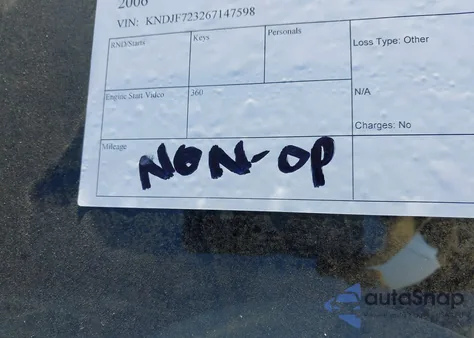 2006
VIN: KNDJF723267147598
RND/Starts
Keys
Personals
Loss Type: Other
Engine Start Video
360
N/A
Charges: No
Mileage
NON-OP
autoSnap